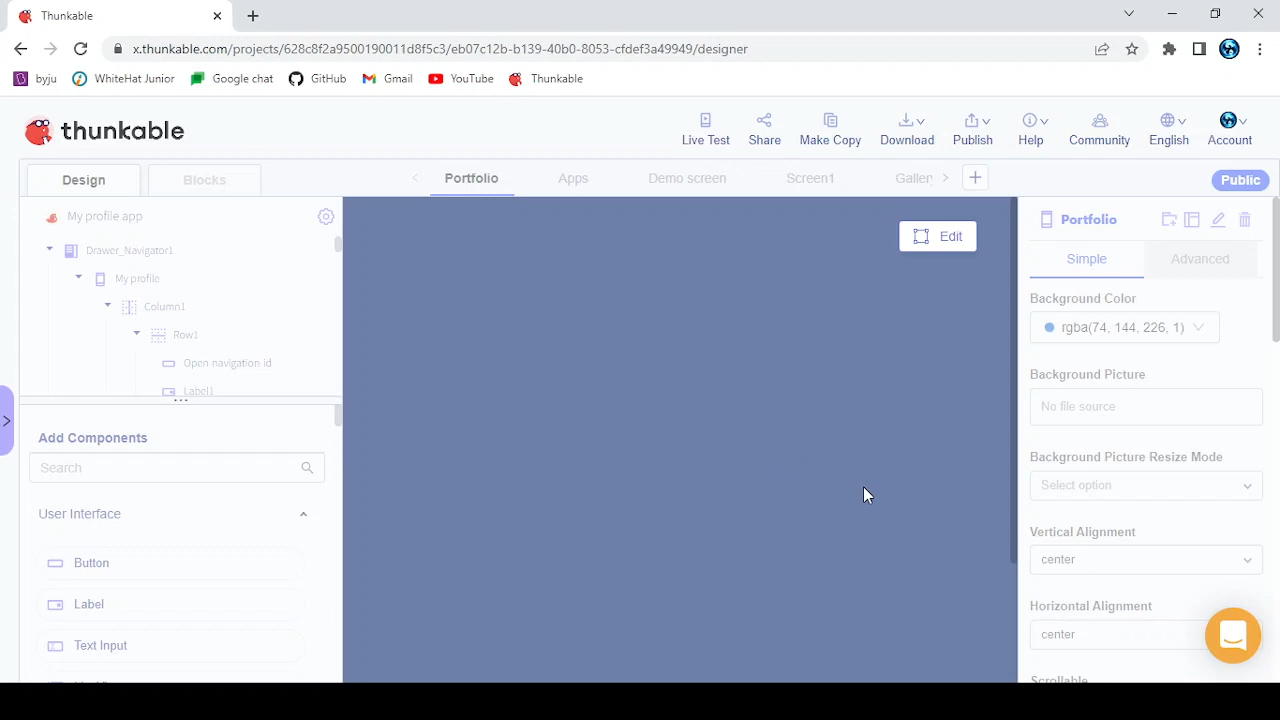 Thunkable
x.thunkable.com/projects/628c8f2a9500190011d8f5c3/eb07c12b-b139-40b0-8053-cfdef3a49949/designer
byju WhiteHat Junior Google chat GitHub Gmail YouTube Thunkable
thunkable
Live Test Share Make Copy Download Publish Help Community English Account
Design Blocks Portfolio Apps Demo screen Screen1 Gallery Public
My profile app
Drawer_Navigator1
My profile
Column1
Row1
Open navigation id
Label1
Add Components
Search
User Interface
Button
Label
Text Input
Edit
Portfolio
Simple Advanced
Background Color
rgba(74, 144, 226, 1)
Background Picture
No file source
Background Picture Resize Mode
Select option
Vertical Alignment
center
Horizontal Alignment
center
Scrollable